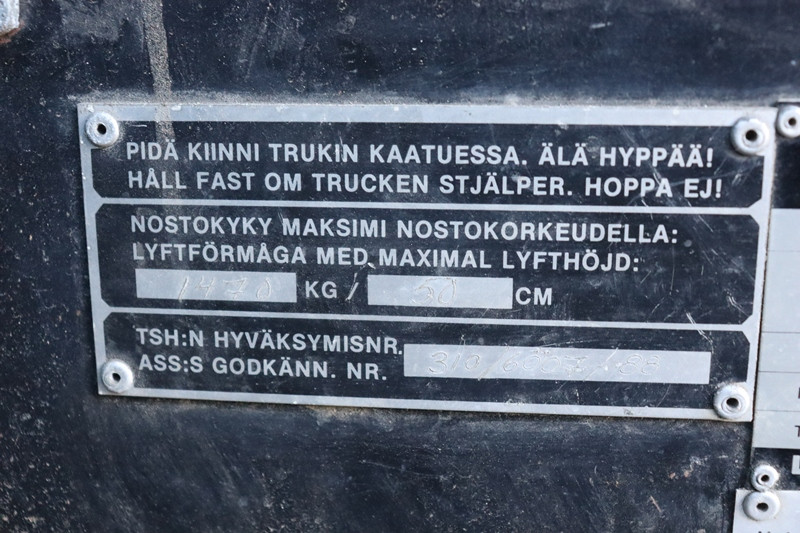 PIDÄ KIINNI TRUKIN KAATUESSA. ÄLÄ HYPPÄÄ!
HÅLL FAST OM TRUCKEN STJÄLPER. HOPPA EJ!
NOSTOKYKY MAKSIMI NOSTOKORKEUDELLA:
LYFTFÖRMÅGA MED MAXIMAL LYFTHÖJD:
KG / 50 CM
TSH:N HYVÄKSYMISNR.
ASS:S GODKÄNN. NR.